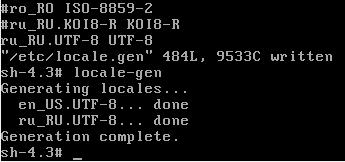 #ro_RO ISO-8859-2
#ru_RU.KOI8-R KOI8-R
ru_RU.UTF-8 UTF-8
"/etc/locale.gen" 484L, 9533C written
sh-4.3# locale-gen
Generating locales...
  en_US.UTF-8... done
  ru_RU.UTF-8... done
Generation complete.
sh-4.3# _